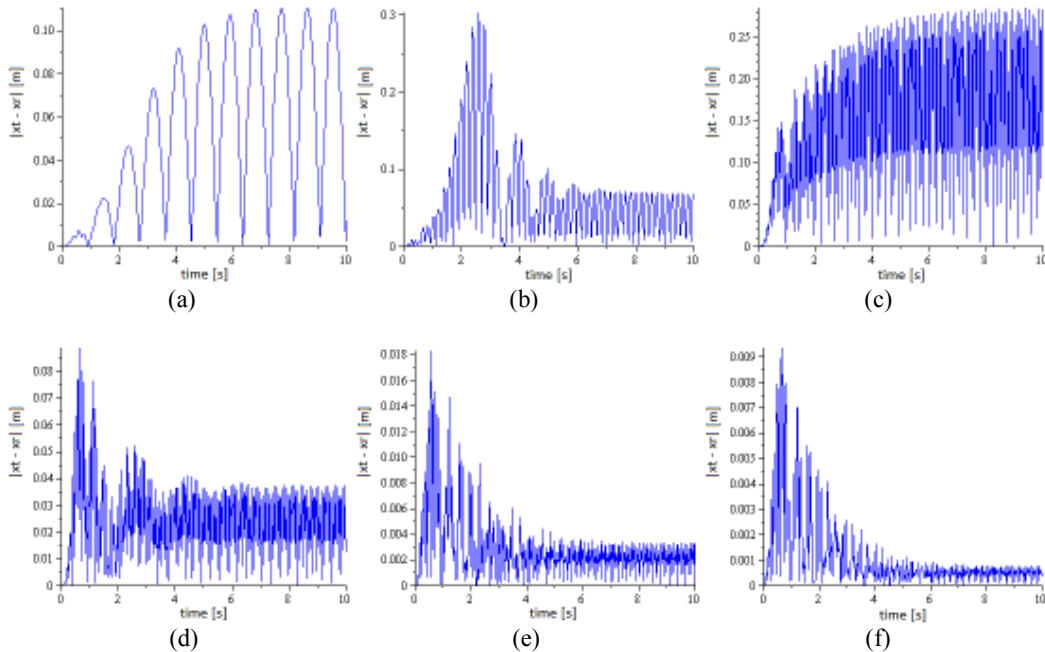 0.10
0.08
0.06
0.04
0.02
0
|xt - xr| [m]
0 2 4 6 8 10
time [s]
(a)
0.3
0.2
0.1
0
|xt - xr| [m]
0 2 4 6 8 10
time [s]
(b)
0.25
0.20
0.15
0.10
0.05
0
|xt - xr| [m]
0 2 4 6 8 10
time [s]
(c)
0.08
0.07
0.06
0.05
0.04
0.03
0.02
0.01
0
|xt - xr| [m]
0 2 4 6 8 10
time [s]
(d)
0.018
0.016
0.014
0.012
0.010
0.008
0.006
0.004
0.002
0
|xt - xr| [m]
0 2 4 6 8 10
time [s]
(e)
0.009
0.008
0.007
0.006
0.005
0.004
0.003
0.002
0.001
0
|xt - xr| [m]
0 2 4 6 8 10
time [s]
(f)